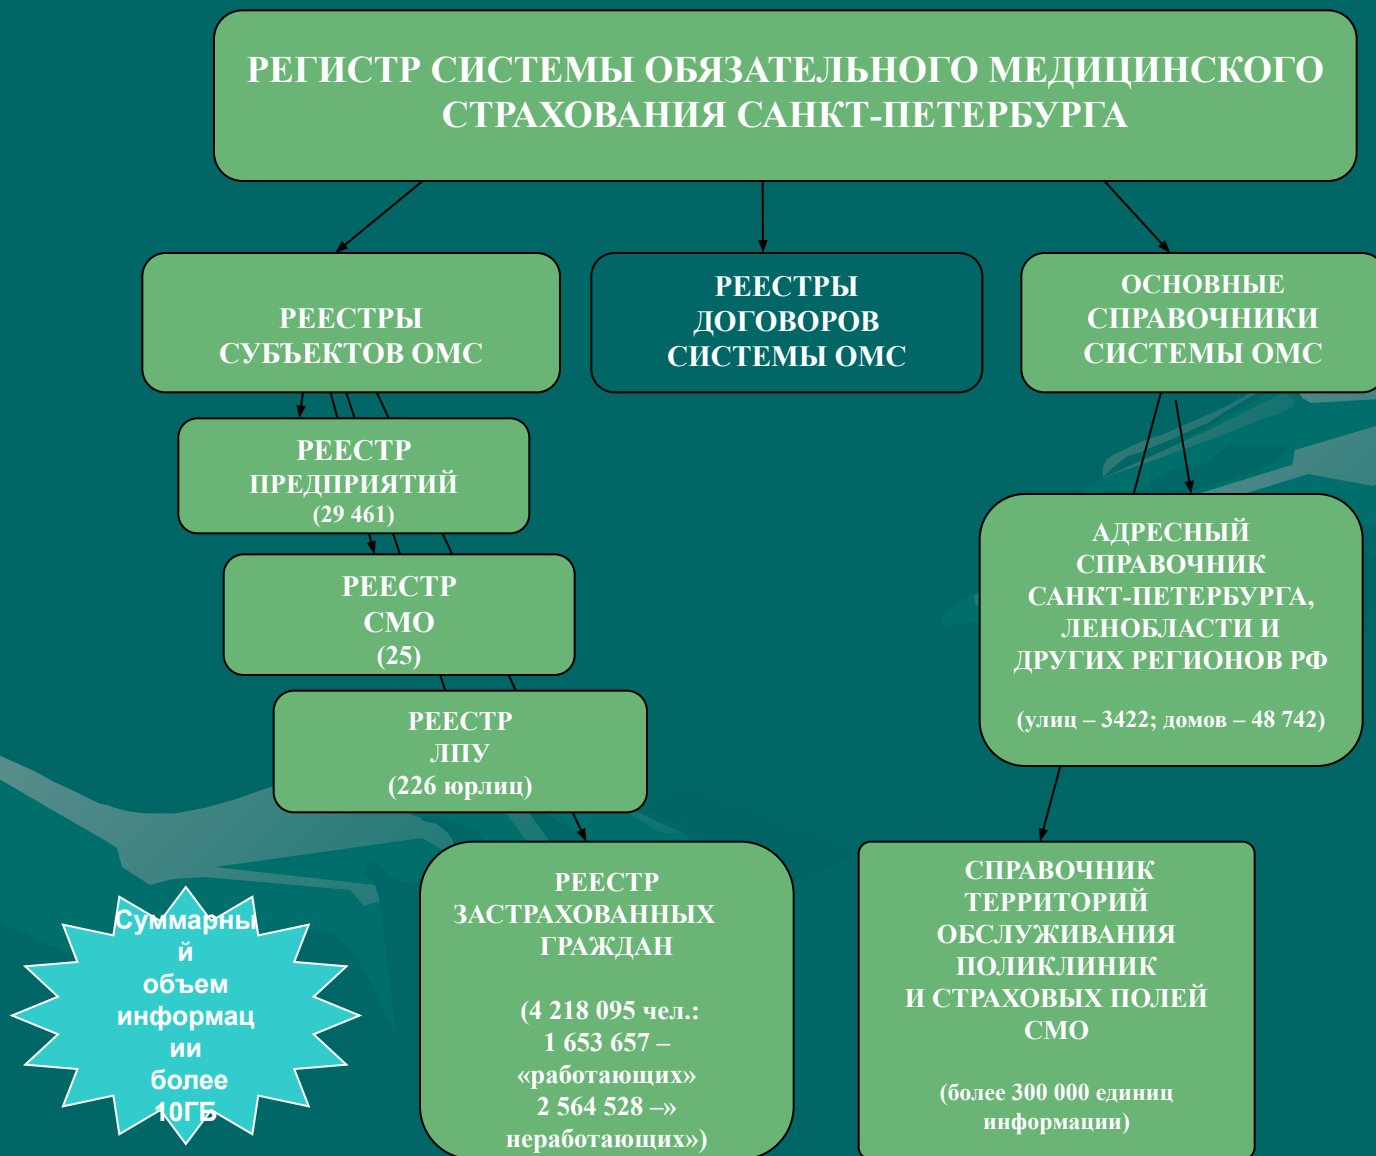 РЕГИСТР СИСТЕМЫ ОБЯЗАТЕЛЬНОГО МЕДИЦИНСКОГО
СТРАХОВАНИЯ САНКТ-ПЕТЕРБУРГА
РЕЕСТРЫ
СУБЪЕКТОВ ОМС
РЕЕСТРЫ
ДОГОВОРОВ
СИСТЕМЫ ОМС
ОСНОВНЫЕ
СПРАВОЧНИКИ
СИСТЕМЫ ОМС
РЕЕСТР
ПРЕДПРИЯТИЙ
(29 461)
РЕЕСТР
СМО
(25)
РЕЕСТР
ЛПУ
(226 юрлиц)
АДРЕСНЫЙ
СПРАВОЧНИК
САНКТ-ПЕТЕРБУРГА,
ЛЕНОБЛАСТИ И
ДРУГИХ РЕГИОНОВ РФ
(улиц – 3422; домов – 48 742)
РЕЕСТР
ЗАСТРАХОВАННЫХ
ГРАЖДАН
(4 218 095 чел.:
1 653 657 –
«работающих»
2 564 528 –»
неработающих»)
СПРАВОЧНИК
ТЕРРИТОРИЙ
ОБСЛУЖИВАНИЯ
ПОЛИКЛИНИК
И СТРАХОВЫХ ПОЛЕЙ
СМО
(более 300 000 единиц
информации)
Суммарны
й
объем
информац
ии
более
10ГБ